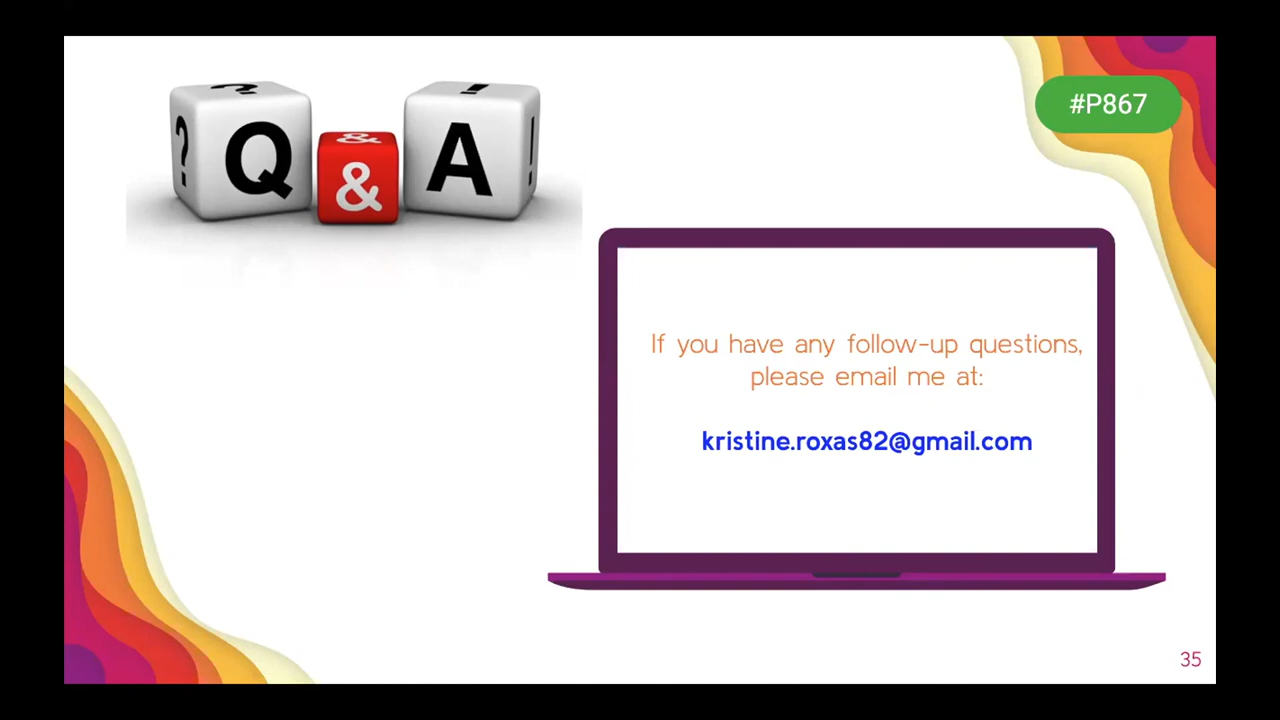 ? Q & & A !
#P867
If you have any follow-up questions,
please email me at:
kristine.roxas82@gmail.com
35